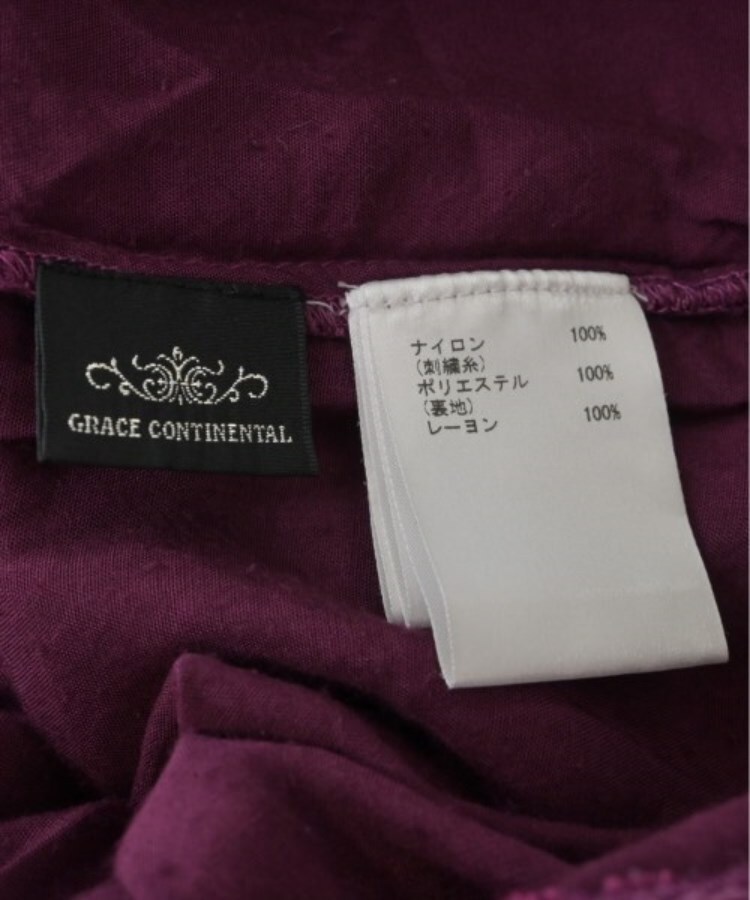 GRACE CONTINENTAL
ナイロン 100%
(刺繍糸)
ポリエステル 100%
(裏地)
レーヨン 100%